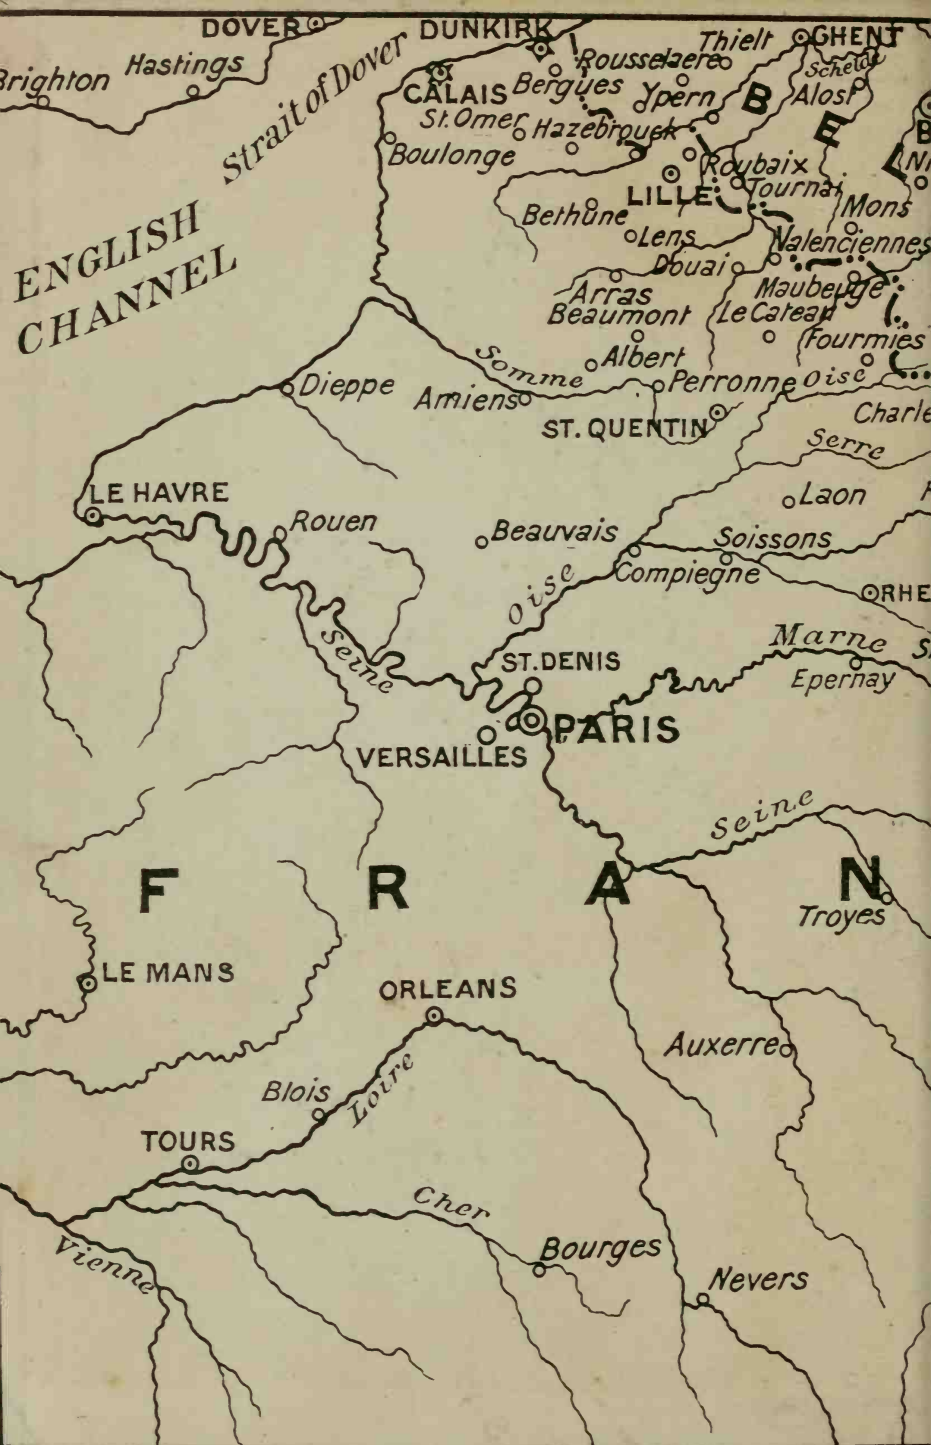 DOVER
DUNKIRK
Thielt
GHENT
Brighton
Hastings
Strait of Dover
Rousselaere
Schelde
CALAIS
Bergues
Ypern
Alost
B
E
L
St. Omer
Hazebrouck
Boulonge
Roubaix
LILLE
Tournai
ENGLISH
CHANNEL
Bethune
Mons
Lens
Valenciennes
Douai
Arras
Maubeuge
Beaumont
Le Cateau
Fourmies
Somme
Albert
Dieppe
Amiens
Perronne
Oise
ST. QUENTIN
Serre
LE HAVRE
Laon
Rouen
Beauvais
Soissons
Compiegne
Oise
Marne
Seine
ST. DENIS
Epernay
PARIS
VERSAILLES
Seine
F R A N
Troyes
LE MANS
ORLEANS
Auxerre
Blois
Loire
TOURS
Cher
Bourges
Vienne
Nevers